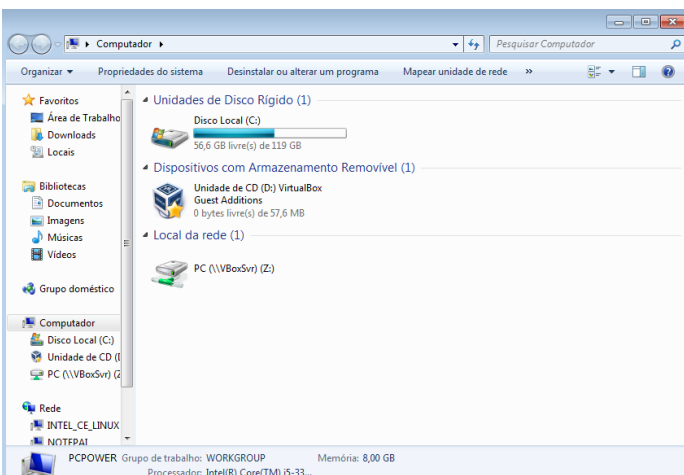 Computador
Pesquisar Computador
Organizar
Propriedades do sistema
Desinstalar ou alterar um programa
Mapear unidade de rede
»
Favoritos
Área de Trabalho
Downloads
Locais
Bibliotecas
Documentos
Imagens
Músicas
Vídeos
Grupo doméstico
Computador
Disco Local (C:)
Unidade de CD (
PC (\\VBoxSvr) (Z
Rede
INTEL_CE_LINUX
NOTEPAI
Unidades de Disco Rígido (1)
Disco Local (C:)
56,6 GB livre(s) de 119 GB
Dispositivos com Armazenamento Removível (1)
Unidade de CD (D:) VirtualBox
Guest Additions
0 bytes livre(s) de 57,6 MB
Local da rede (1)
PC (\\VBoxSvr) (Z:)
PCPOWER Grupo de trabalho: WORKGROUP Memória: 8,00 GB
Processador: Intel(R) Core(TM) i5-33...